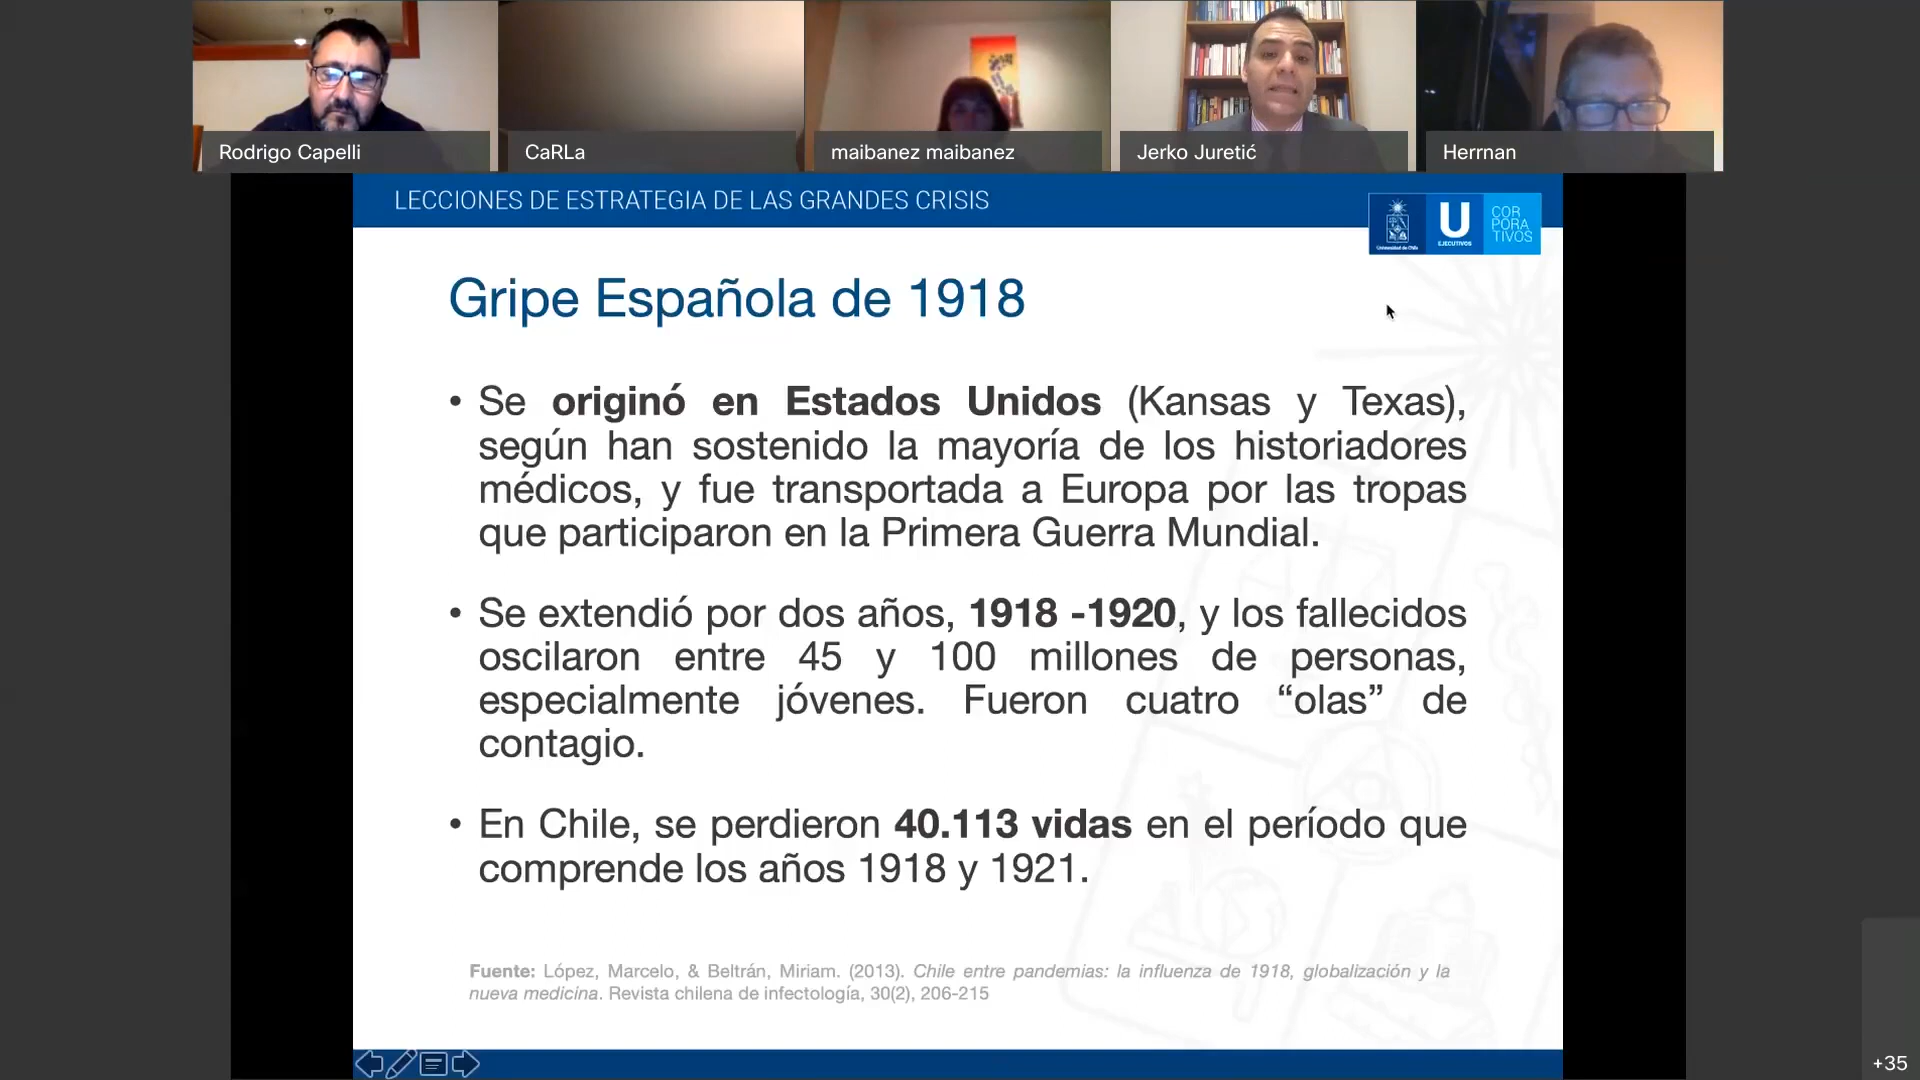 Rodrigo Capelli
CaRLa
maibanez maibanez
Jerko Juretić
Herrnan
LECCIONES DE ESTRATEGIA DE LAS GRANDES CRISIS
Universidad de Chile
U
EJECUTIVOS
COR
PORA
TIVOS
Gripe Española de 1918
• Se originó en Estados Unidos (Kansas y Texas),
según han sostenido la mayoría de los historiadores
médicos, y fue transportada a Europa por las tropas
que participaron en la Primera Guerra Mundial.
• Se extendió por dos años, 1918 -1920, y los fallecidos
oscilaron entre 45 y 100 millones de personas,
especialmente jóvenes. Fueron cuatro “olas” de
contagio.
• En Chile, se perdieron 40.113 vidas en el período que
comprende los años 1918 y 1921.
Fuente: López, Marcelo, & Beltrán, Miriam. (2013). Chile entre pandemias: la influenza de 1918, globalización y la
nueva medicina. Revista chilena de infectología, 30(2), 206-215
+35